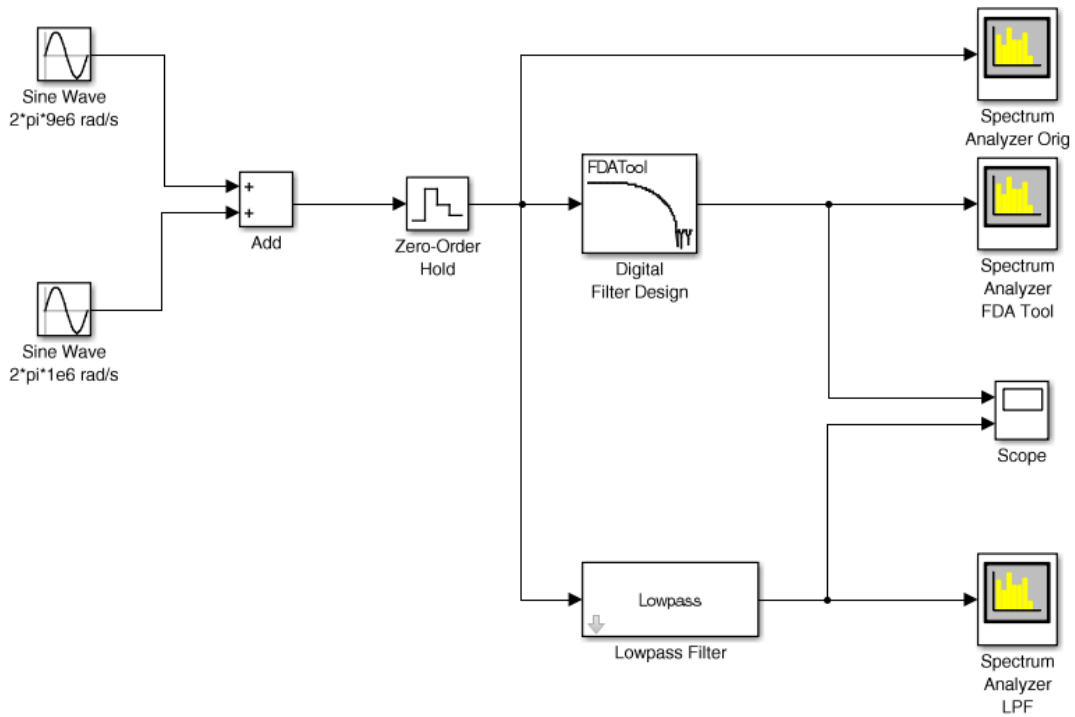 Sine Wave
2*pi*9e6 rad/s
Spectrum
Analyzer Orig
+
+
Add
Zero-Order
Hold
FDATool
Digital
Filter Design
Spectrum
Analyzer
FDA Tool
Sine Wave
2*pi*1e6 rad/s
Scope
Lowpass
Lowpass Filter
Spectrum
Analyzer
LPF